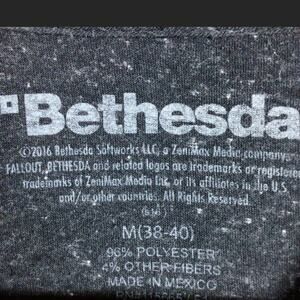 Bethesda
©2016 Bethesda Softworks LLC, a ZeniMax Media company.
FALLOUT, BETHESDA and related logos are trademarks or registered
trademarks of ZeniMax Media Inc. or its affiliates in the U.S.
and/or other countries. All Rights Reserved.
M(38-40)
96% POLYESTER
4% OTHER FIBERS
MADE IN MEXICO